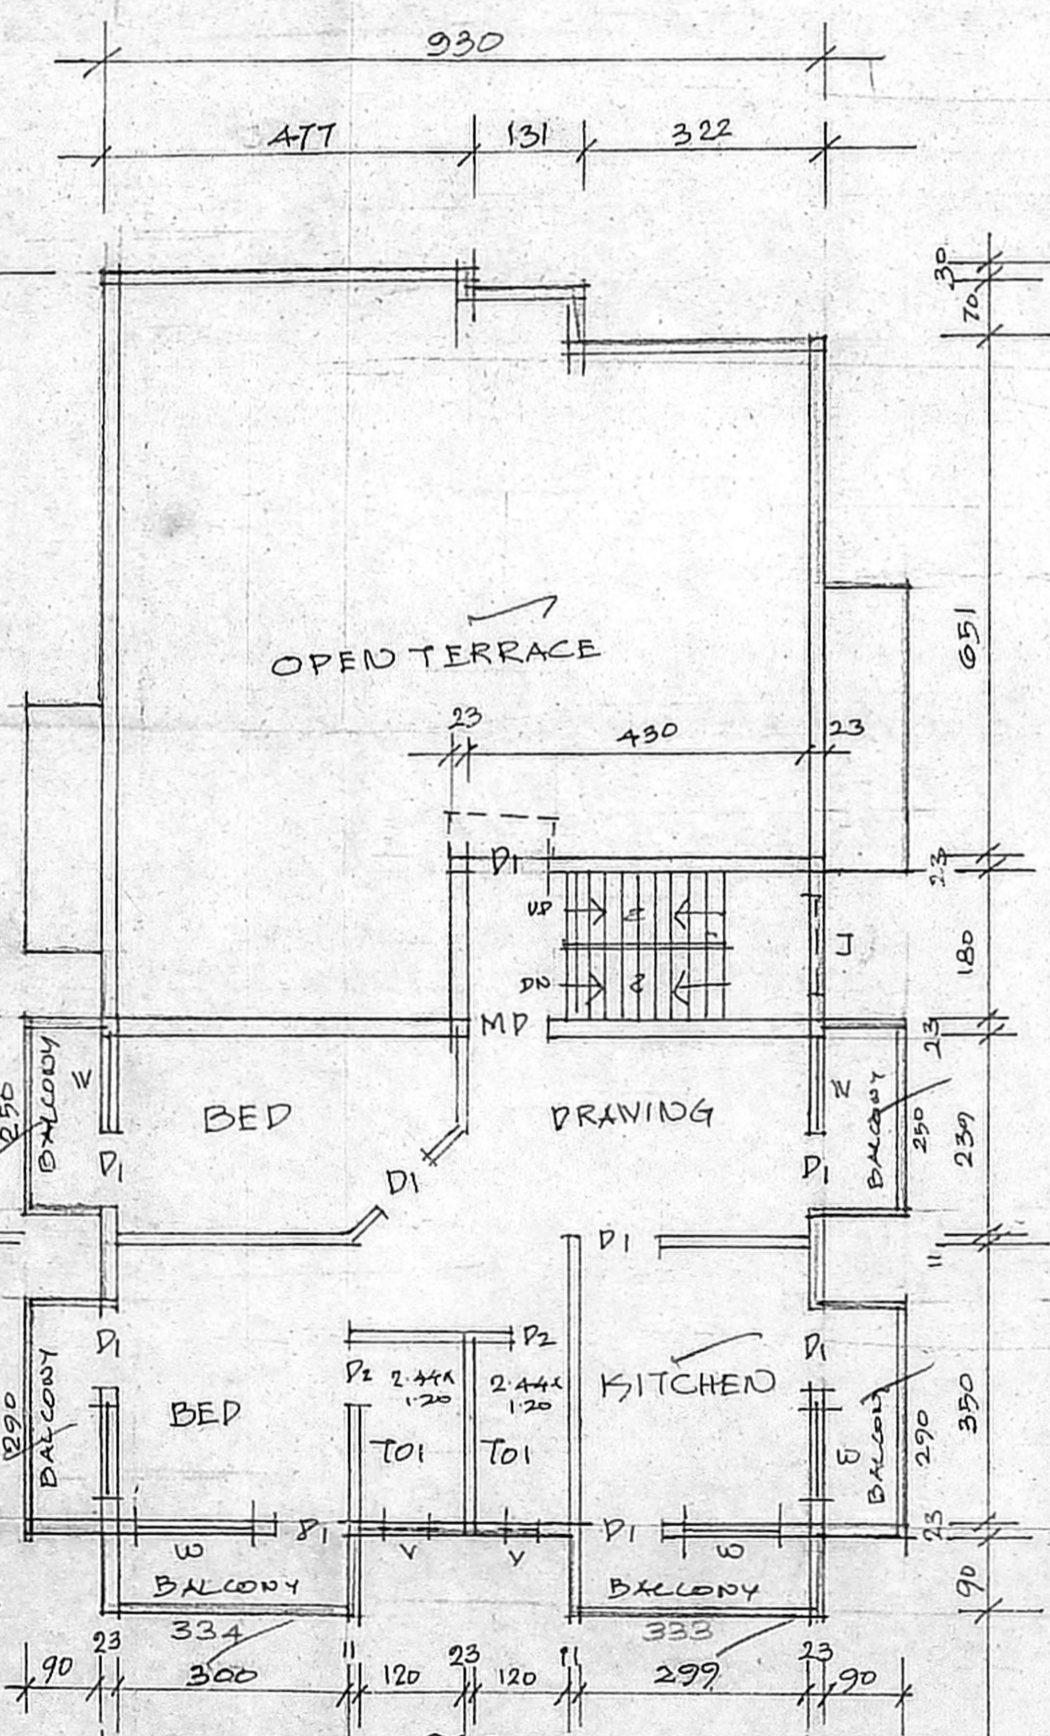 930
477 131 322
30
70
OPEN TERRACE
651
23 430 23
D1
23
UP
DN
180
MD
23
BALCONY
W
BED
DRAWING
BALCONY
250
250
239
D1
D1
D1
D1
11
D1
D2
D1
BALCONY
290
BED
D2
2.44x
1.20
2.44x
1.20
KITCHEN
BALCONY
290
350
TOI
TOI
W
D1
D1
23
W
V
V
W
BALCONY
BALCONY
90
334
333
90 23 300 11 120 23 120 11 299 23 90